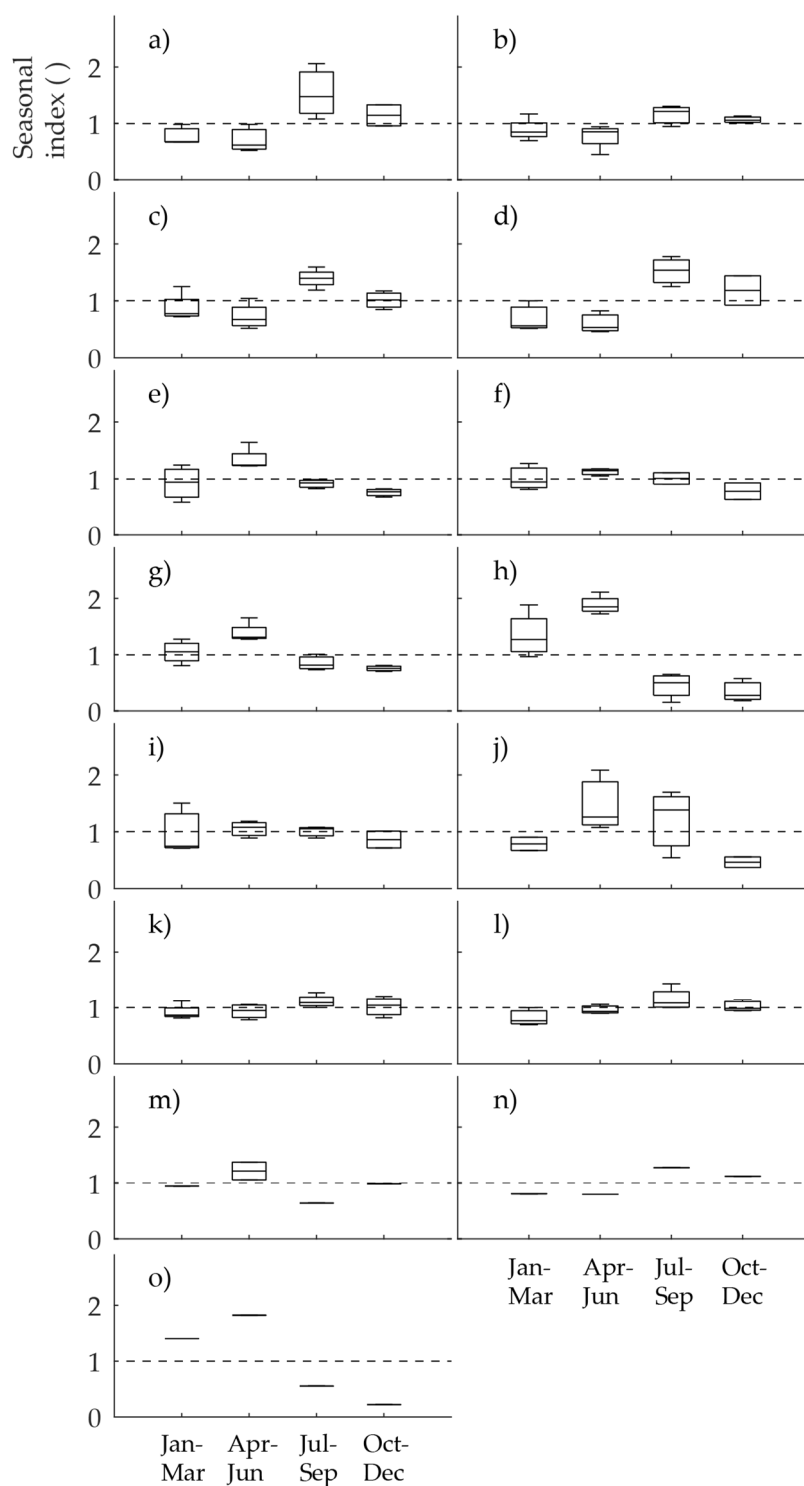 Seasonal
index ( )
a)
b)
2
1
0
c)
d)
2
1
0
e)
f)
2
1
0
g)
h)
2
1
0
i)
j)
2
1
0
k)
l)
2
1
0
m)
n)
2
1
0
Jan-
Mar
Apr-
Jun
Jul-
Sep
Oct-
Dec
o)
2
1
0
Jan-
Mar
Apr-
Jun
Jul-
Sep
Oct-
Dec